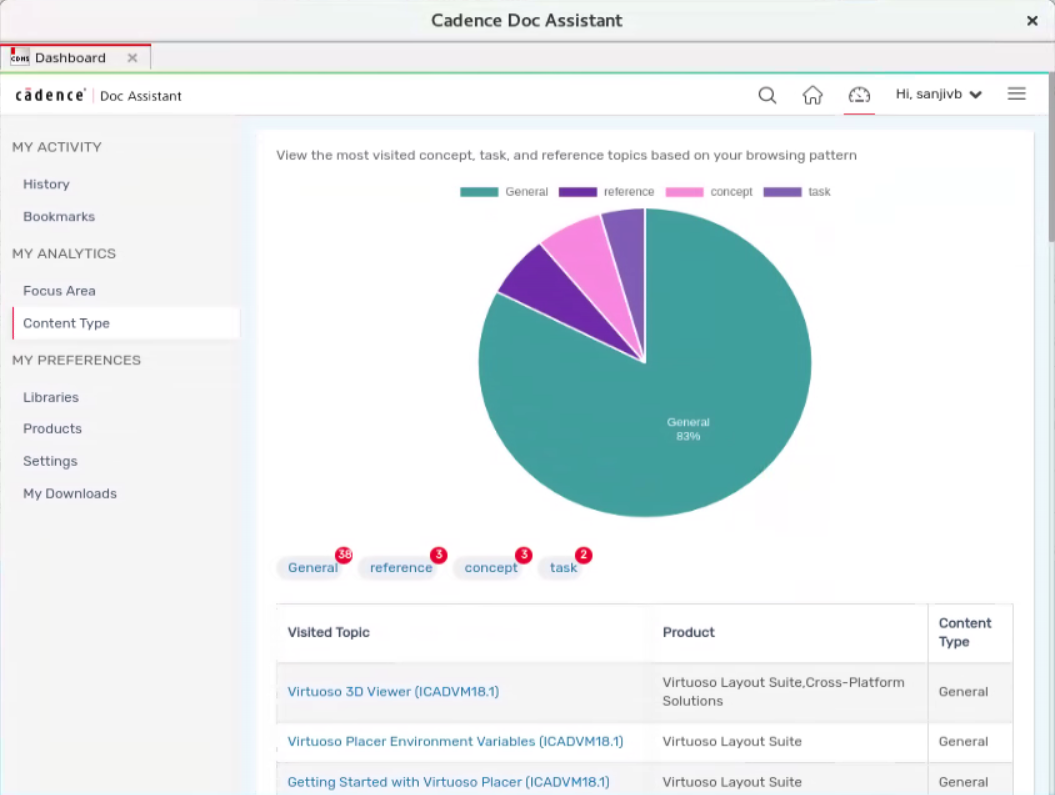 Cadence Doc Assistant
CDMS Dashboard
cādence Doc Assistant
Hi, sanjivb
MY ACTIVITY
History
Bookmarks
MY ANALYTICS
Focus Area
Content Type
MY PREFERENCES
Libraries
Products
Settings
My Downloads
View the most visited concept, task, and reference topics based on your browsing pattern
General reference concept task
General
83%
General 38 reference 3 concept 3 task 2
Visited Topic Product Content Type
Virtuoso 3D Viewer (ICADVM18.1) Virtuoso Layout Suite,Cross-Platform Solutions General
Virtuoso Placer Environment Variables (ICADVM18.1) Virtuoso Layout Suite General
Getting Started with Virtuoso Placer (ICADVM18.1) Virtuoso Layout Suite General